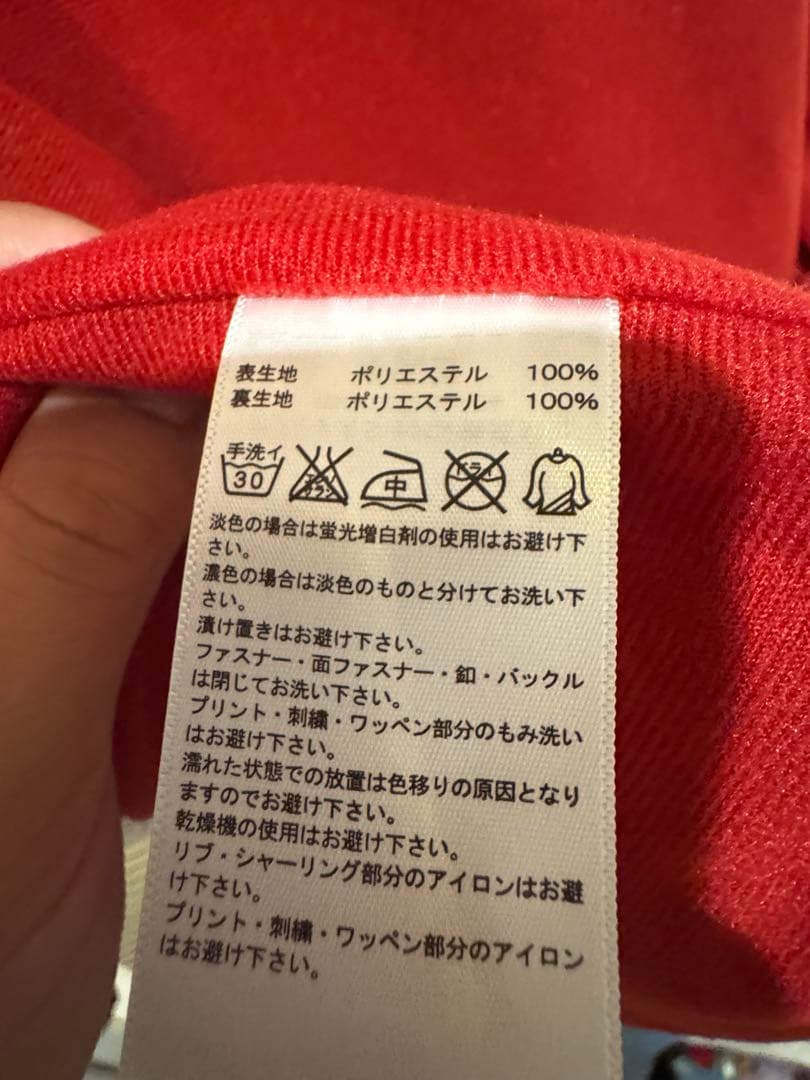 表生地 ポリエステル 100%
裏生地 ポリエステル 100%
手洗イ
30
エンソ
サラシ
中
ドライ
淡色の場合は蛍光増白剤の使用はお避け下
さい。
濃色の場合は淡色のものと分けてお洗い下
さい。
漬け置きはお避け下さい。
ファスナー・面ファスナー・釦・バックル
は閉じてお洗い下さい。
プリント・刺繍・ワッペン部分のもみ洗い
はお避け下さい。
濡れた状態での放置は色移りの原因となり
ますのでお避け下さい。
乾燥機の使用はお避け下さい。
リブ・シャーリング部分のアイロンはお避
け下さい。
プリント・刺繍・ワッペン部分のアイロン
はお避け下さい。